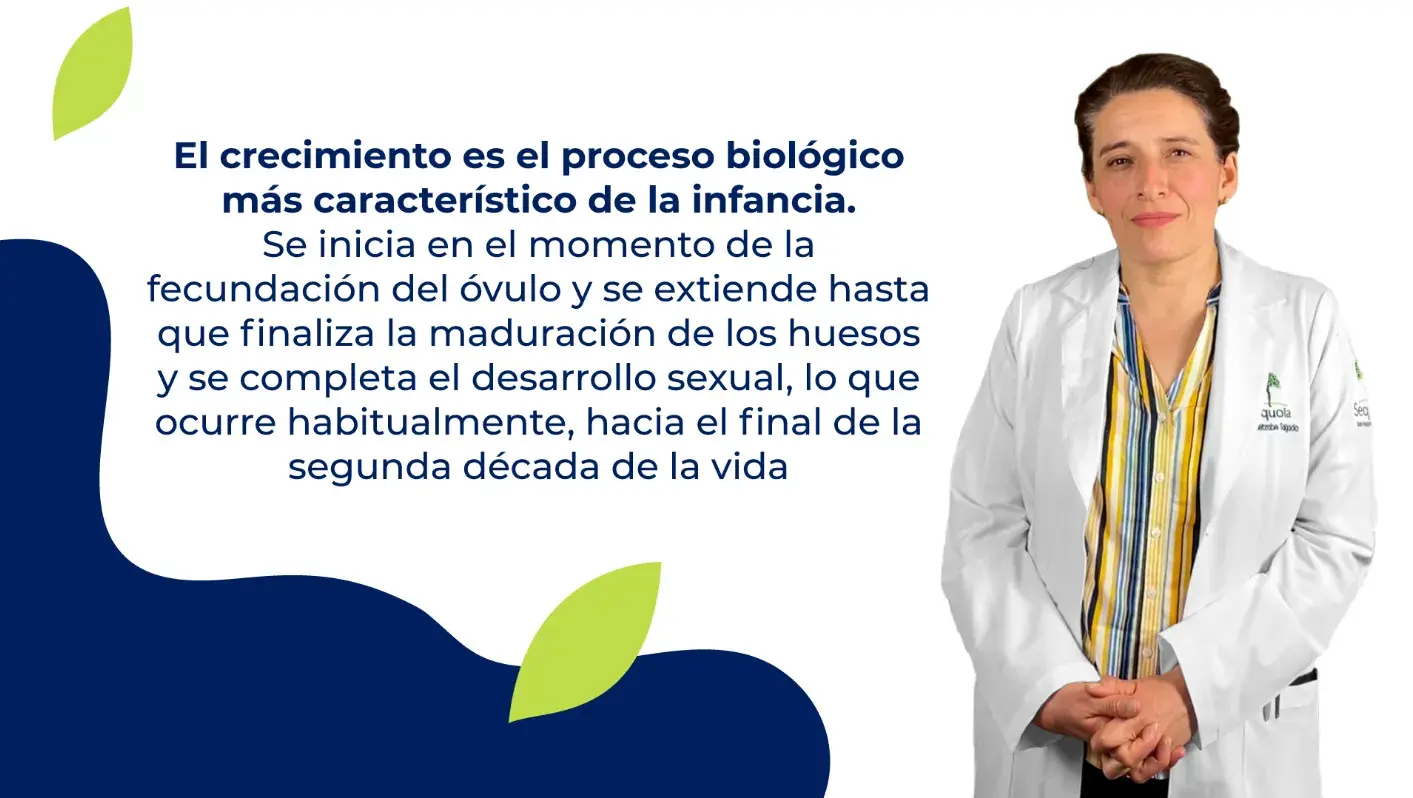 El crecimiento es el proceso biológico
más característico de la infancia.
Se inicia en el momento de la
fecundación del óvulo y se extiende hasta
que finaliza la maduración de los huesos
y se completa el desarrollo sexual, lo que
ocurre habitualmente, hacia el final de la
segunda década de la vida
quola
Seq